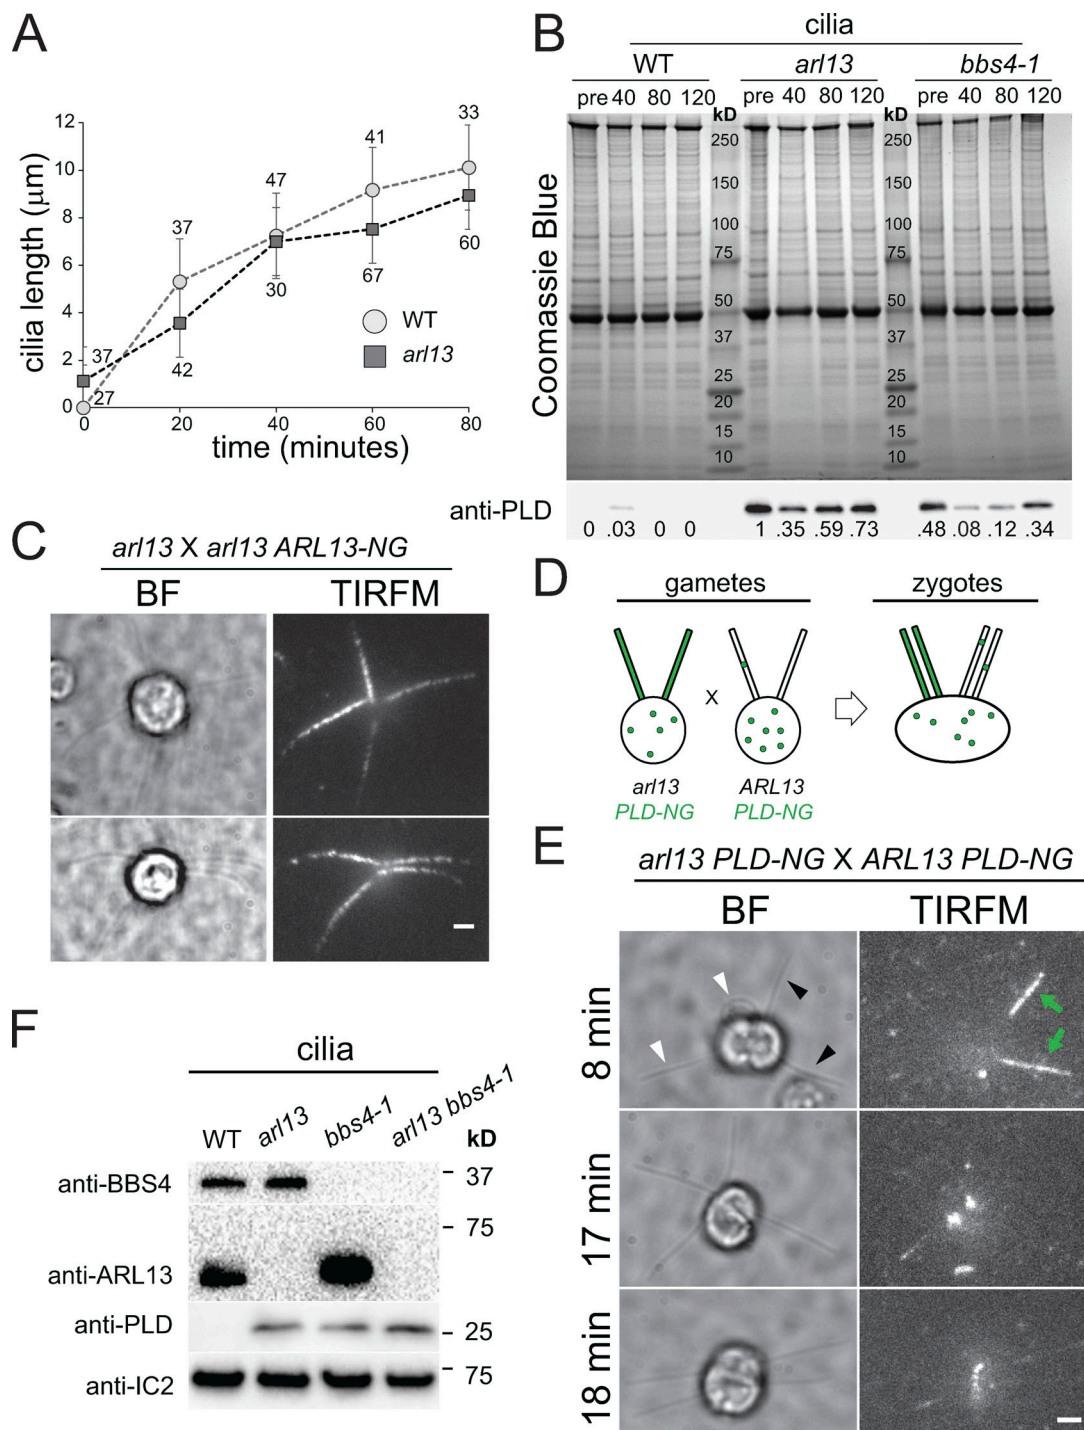 A
cilia length (μm)
12
10
8
6
4
2
0
0
20
40
60
80
time (minutes)
37
27
37
42
47
30
41
67
33
60
WT
arl13
B
cilia
WT
arl13
bbs4-1
pre 40 80 120
kD
pre 40 80 120
kD
pre 40 80 120
Coomassie Blue
250
150
100
75
50
37
25
20
15
10
250
150
100
75
50
37
25
20
15
10
anti-PLD
0 .03 0 0
1 .35 .59 .73
.48 .08 .12 .34
C
arl13 X arl13 ARL13-NG
BF
TIRFM
D
gametes
zygotes
X
arl13
PLD-NG
ARL13
PLD-NG
E
arl13 PLD-NG X ARL13 PLD-NG
BF
TIRFM
8 min
17 min
18 min
F
cilia
WT
arl13
bbs4-1
arl13 bbs4-1
kD
anti-BBS4
37
75
anti-ARL13
anti-PLD
25
75
anti-IC2